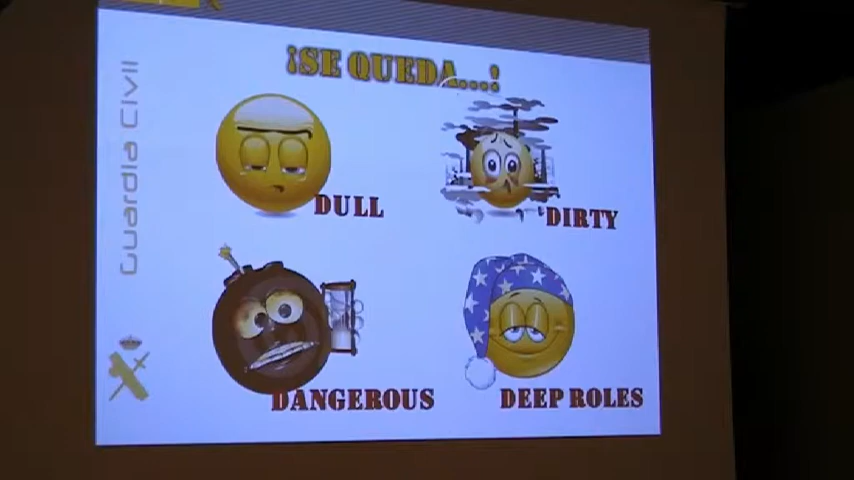 ¡SE QUEDA...!
Guardia Civil
DULL
DIRTY
DANGEROUS
DEEP ROLES